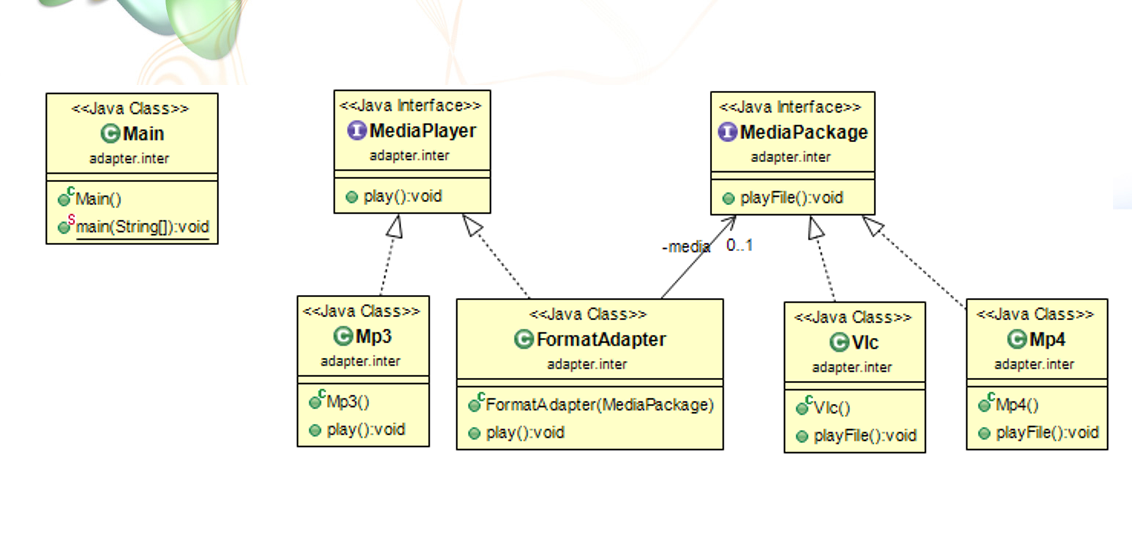 <<Java Class>>
Main
adapter.inter
Main()
main(String[]):void
<<Java Interface>>
MediaPlayer
adapter.inter
play():void
<<Java Interface>>
MediaPackage
adapter.inter
playFile():void
-media
0..1
<<Java Class>>
Mp3
adapter.inter
Mp3()
play():void
<<Java Class>>
FormatAdapter
adapter.inter
FormatAdapter(MediaPackage)
play():void
<<Java Class>>
Vlc
adapter.inter
Vlc()
playFile():void
<<Java Class>>
Mp4
adapter.inter
Mp4()
playFile():void